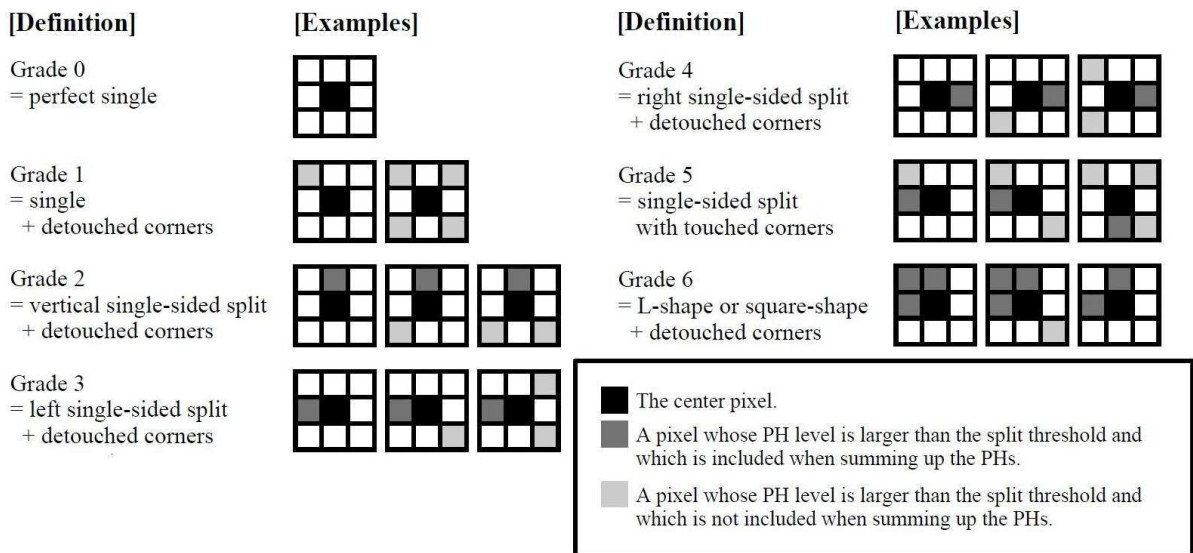 [Definition] [Examples]
Grade 0
= perfect single
Grade 1
= single
+ detouched corners
Grade 2
= vertical single-sided split
+ detouched corners
Grade 3
= left single-sided split
+ detouched corners
[Definition] [Examples]
Grade 4
= right single-sided split
+ detouched corners
Grade 5
= single-sided split
with touched corners
Grade 6
= L-shape or square-shape
+ detouched corners
The center pixel.
A pixel whose PH level is larger than the split threshold and
which is included when summing up the PHs.
A pixel whose PH level is larger than the split threshold and
which is not included when summing up the PHs.